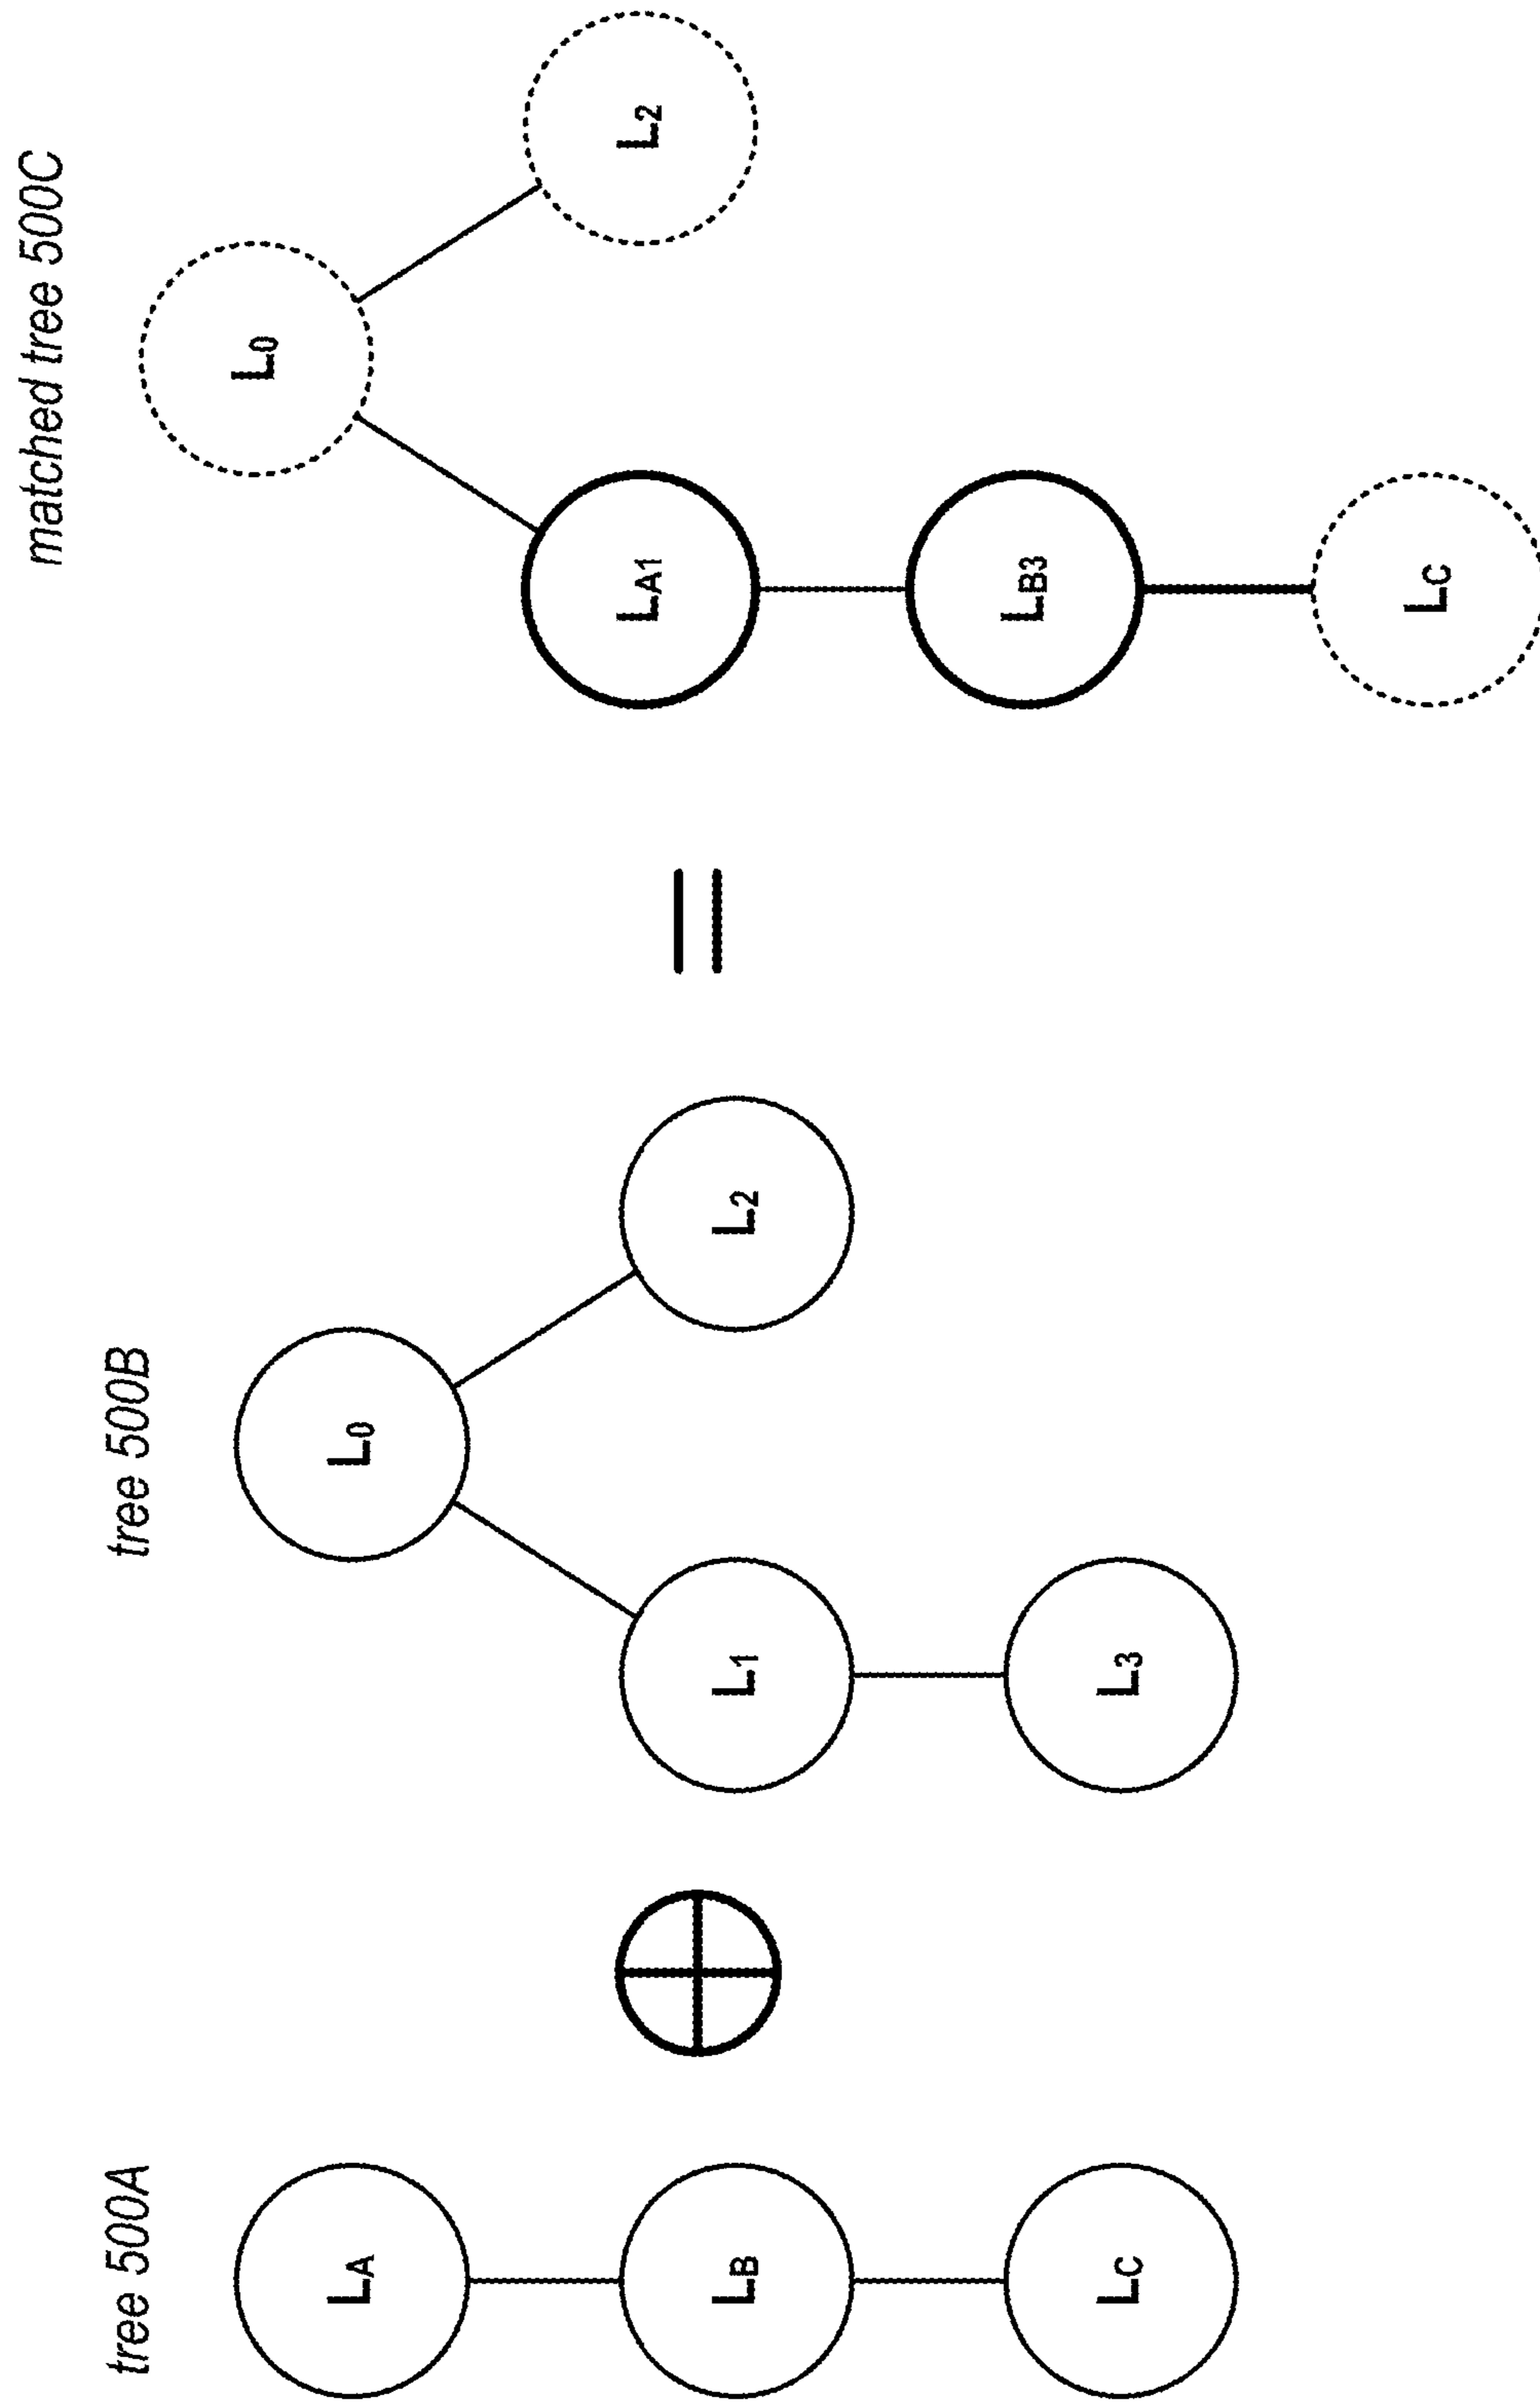 tree 500A
LA
LB
LC
tree 500B
L0
L1
L2
L3
matched tree 500C
L0
LA1
L2
LB3
LC